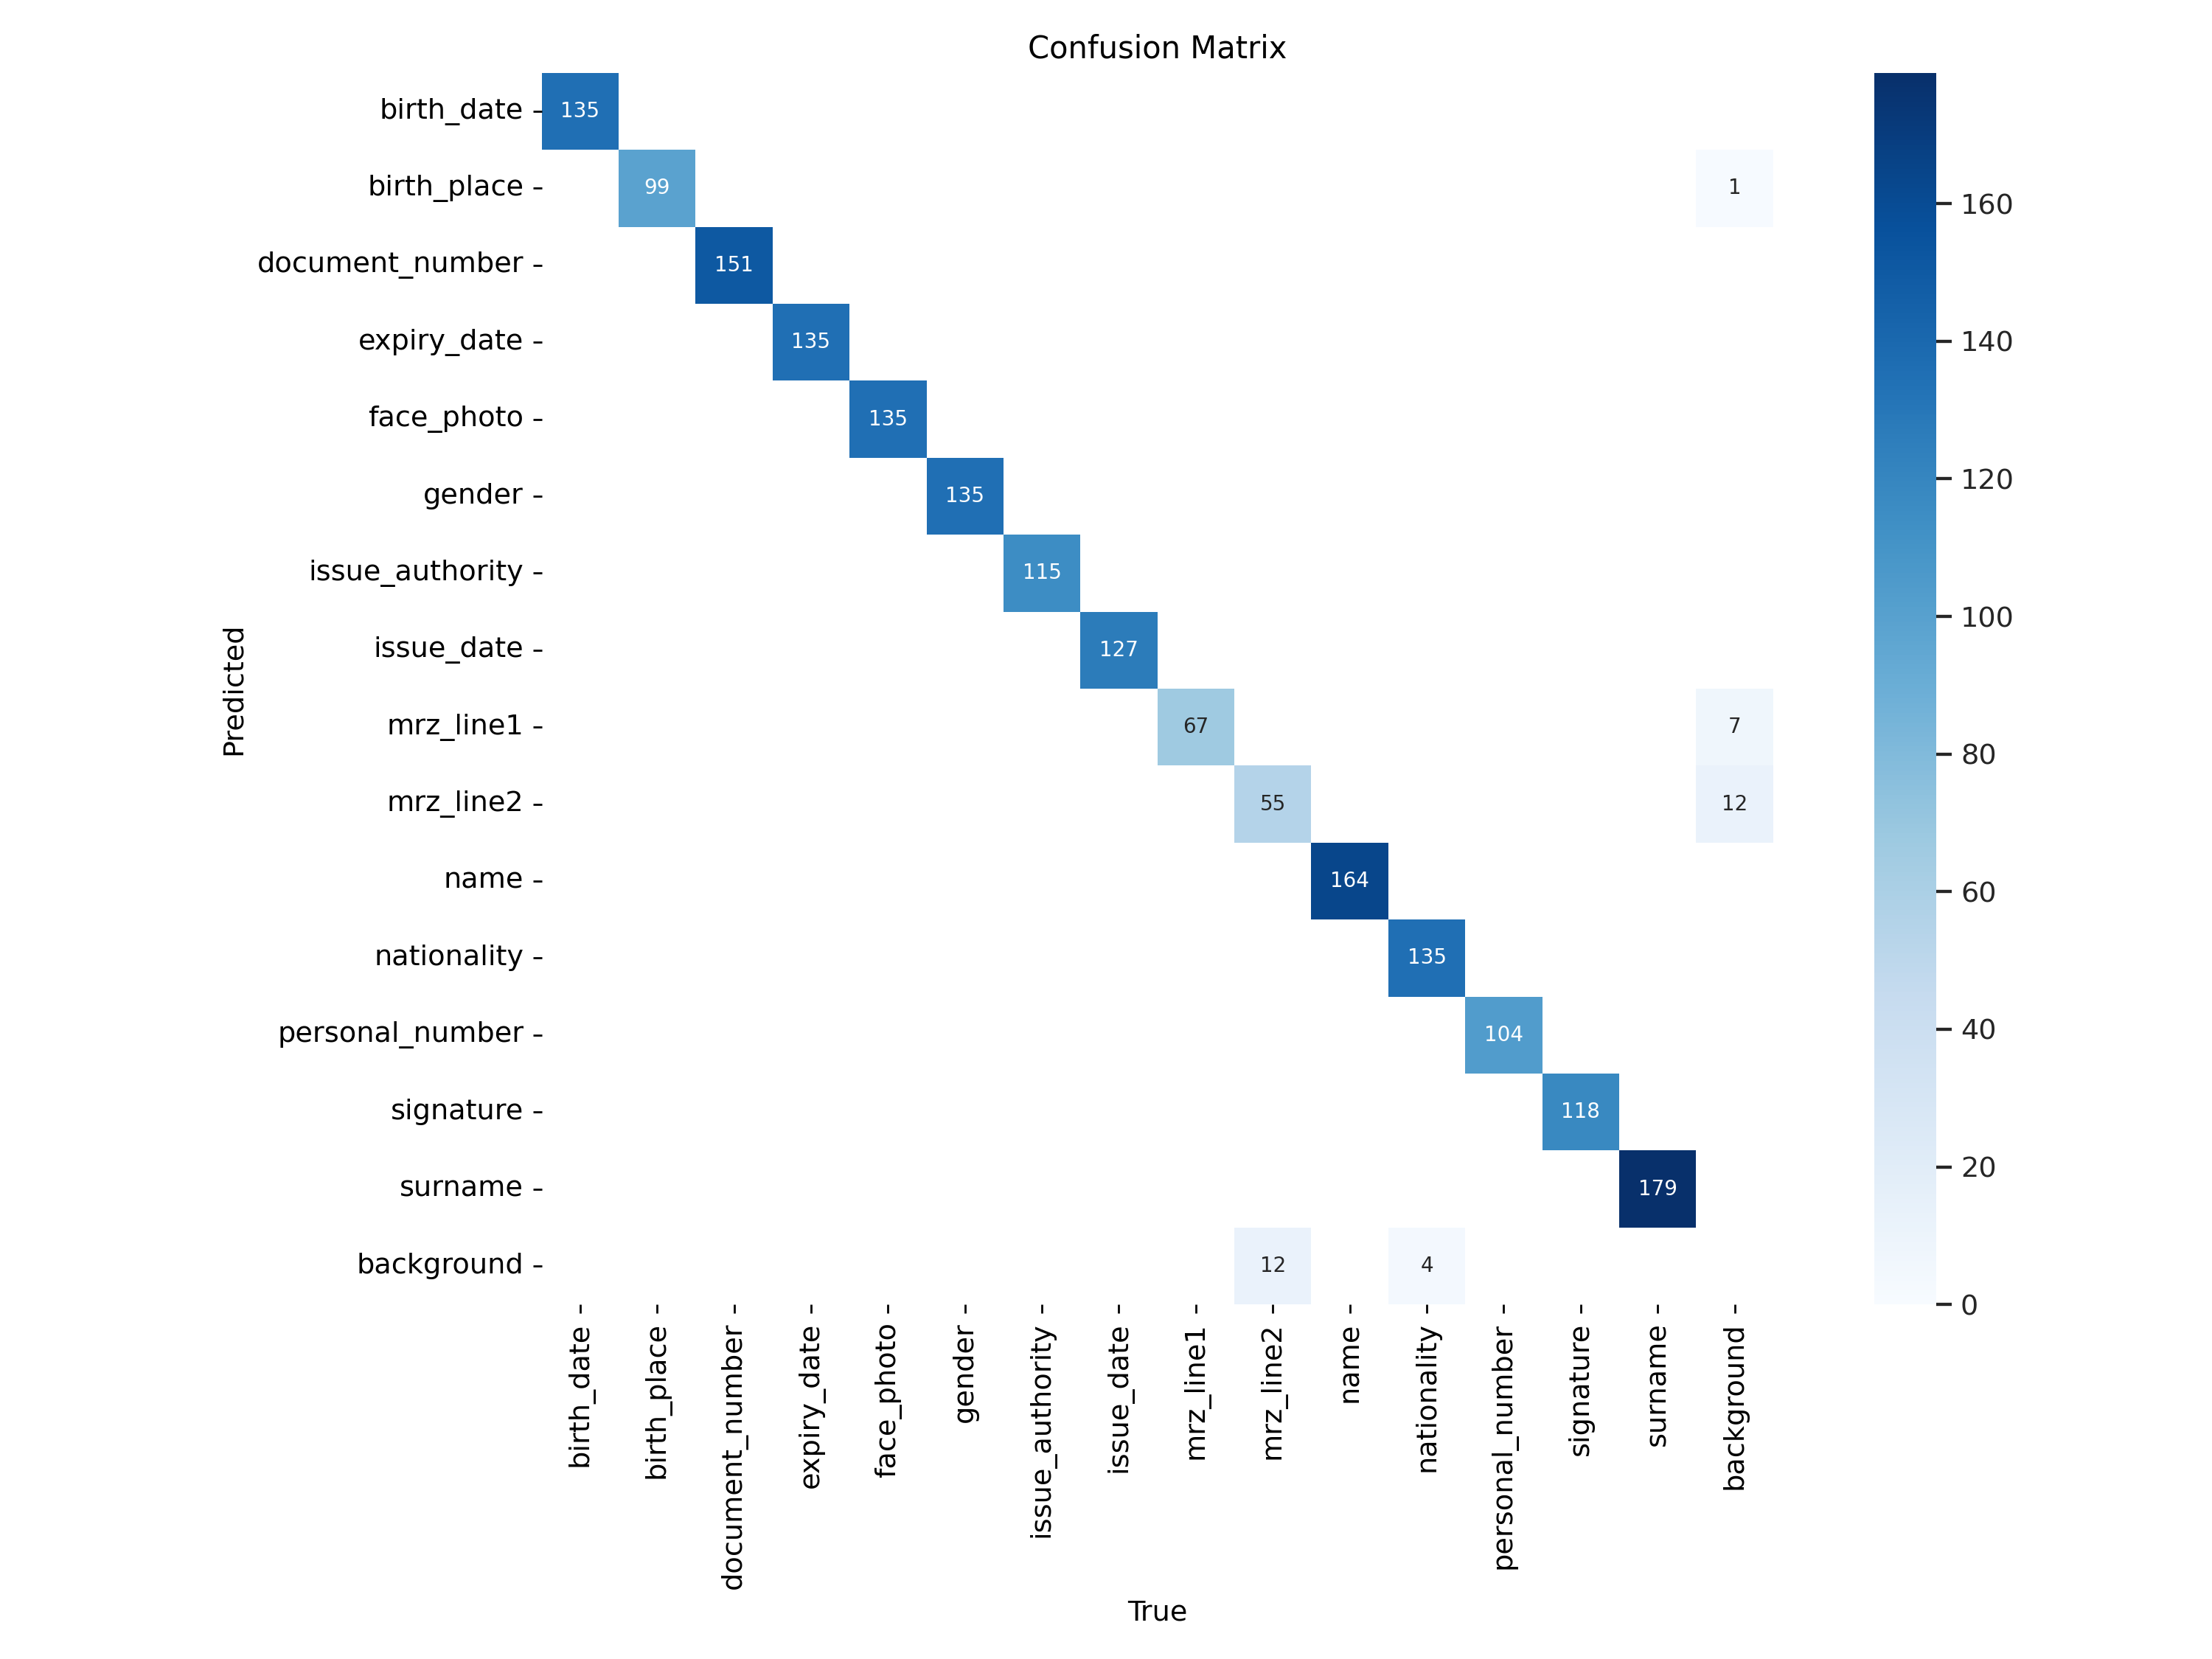 Confusion Matrix
birth_date 135
birth_place 99 1
document_number 151
expiry_date 135
face_photo 135
gender 135
issue_authority 115
issue_date 127
mrz_line1 67 7
mrz_line2 55 12
name 164
nationality 135
personal_number 104
signature 118
surname 179
background 12 4
Predicted
birth_date birth_place document_number expiry_date face_photo gender issue_authority issue_date mrz_line1 mrz_line2 name nationality personal_number signature surname background
True
160
140
120
100
80
60
40
20
0